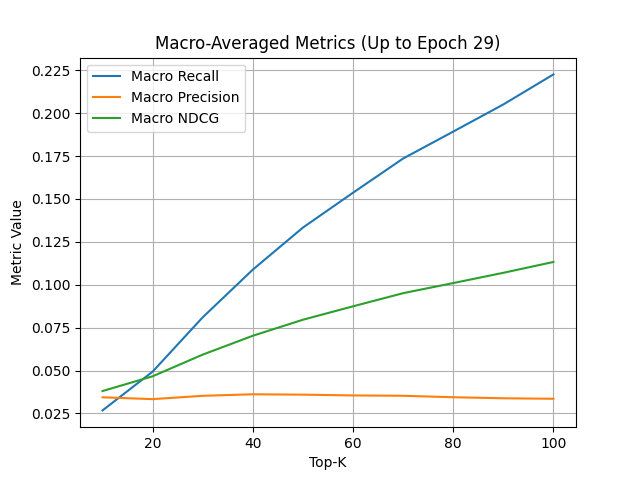 Macro-Averaged Metrics (Up to Epoch 29)
Macro Recall
Macro Precision
Macro NDCG
Metric Value
0.225
0.200
0.175
0.150
0.125
0.100
0.075
0.050
0.025
20 40 60 80 100
Top-K